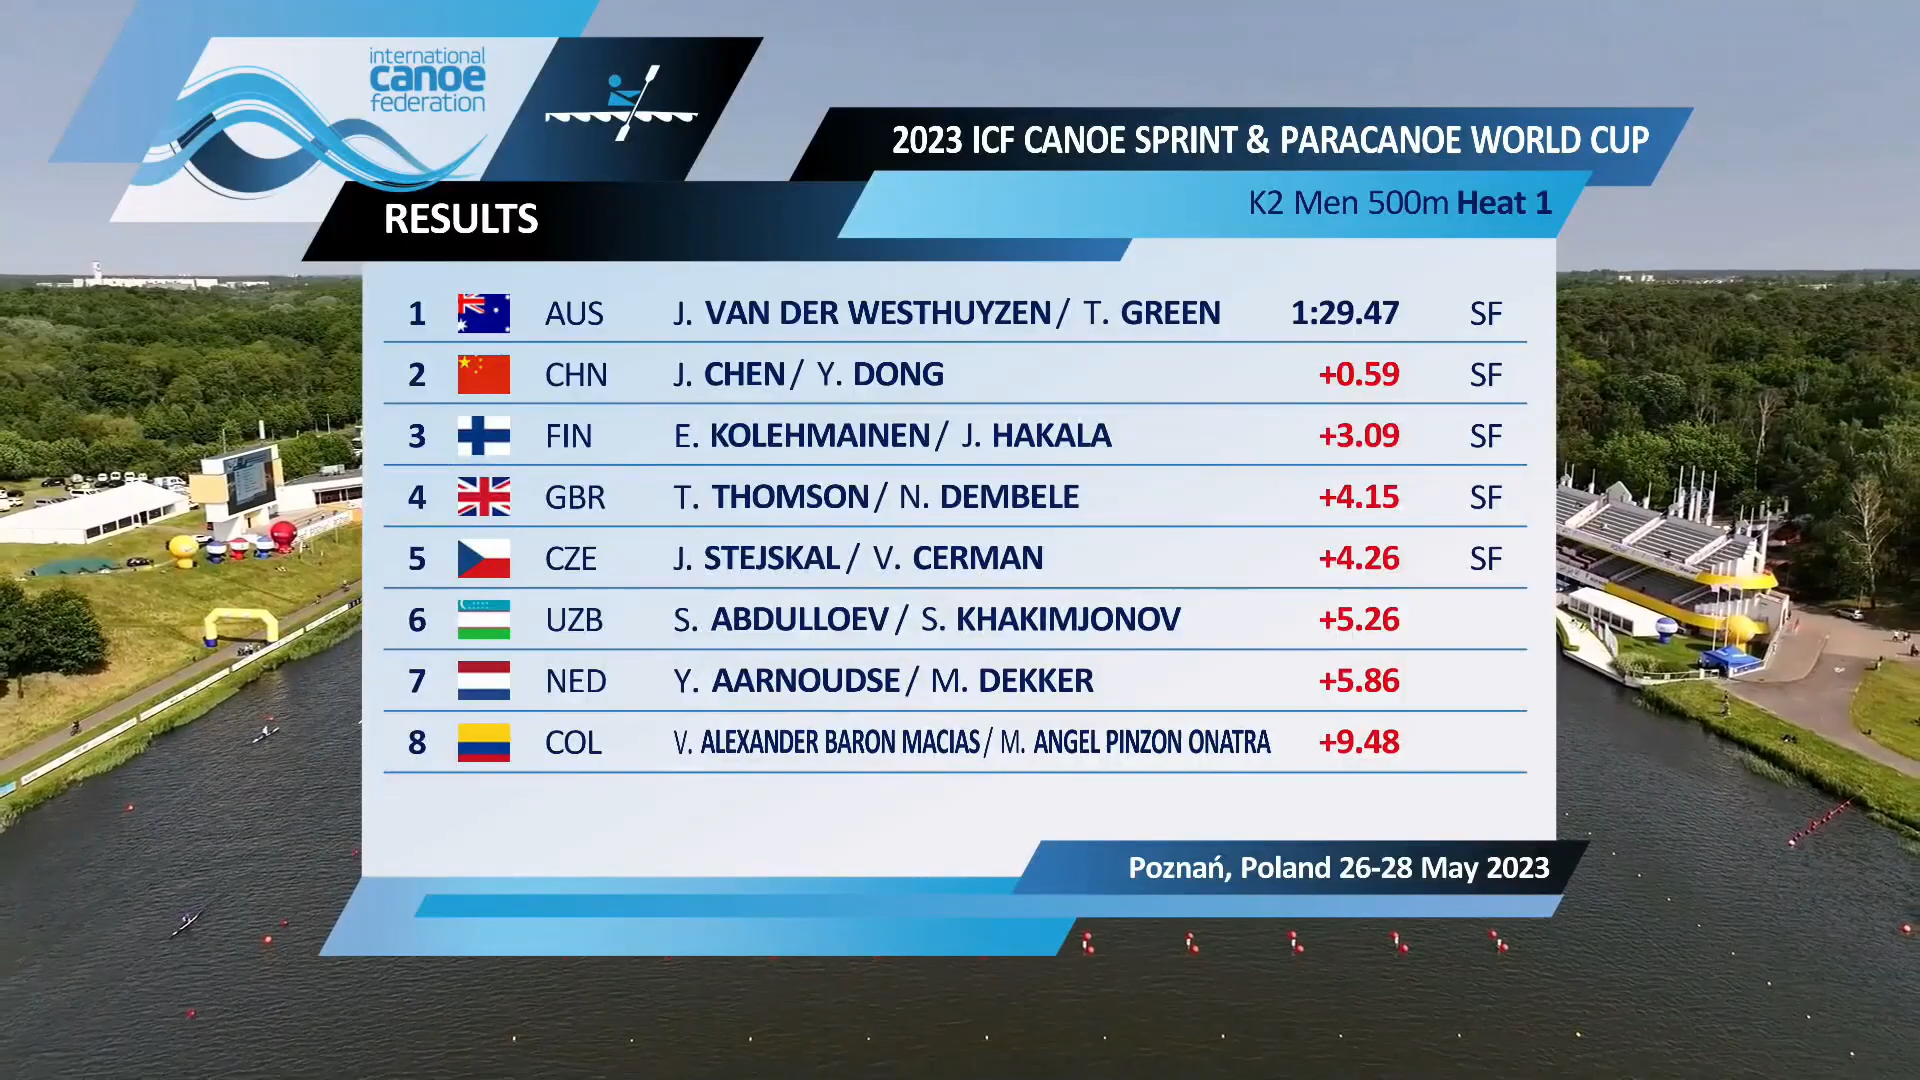 international
canoe
federation
2023 ICF CANOE SPRINT & PARACANOE WORLD CUP
K2 Men 500m Heat 1
RESULTS
1 AUS J. VAN DER WESTHUYZEN / T. GREEN 1:29.47 SF
2 CHN J. CHEN / Y. DONG +0.59 SF
3 FIN E. KOLEHMAINEN / J. HAKALA +3.09 SF
4 GBR T. THOMSON / N. DEMBELE +4.15 SF
5 CZE J. STEJSKAL / V. CERMAN +4.26 SF
6 UZB S. ABDULLOEV / S. KHAKIMJONOV +5.26
7 NED Y. AARNOUDSE / M. DEKKER +5.86
8 COL V. ALEXANDER BARON MACIAS / M. ANGEL PINZON ONATRA +9.48
Poznań, Poland 26-28 May 2023